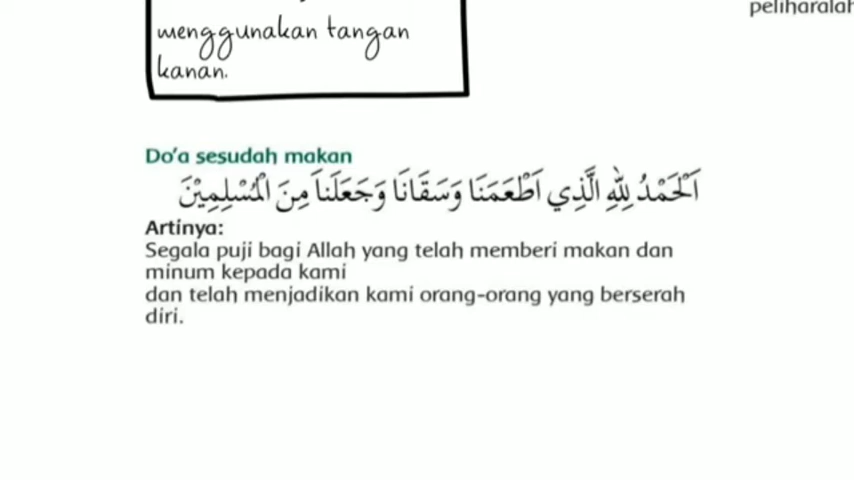 menggunakan tangan
kanan.
Do'a sesudah makan
اَلْحَمْدُ لِلّٰهِ الَّذِي اَطْعَمَنَا وَسَقَانَا وَجَعَلَنَا مِنَ الْمُسْلِمِيْنَ
Artinya:
Segala puji bagi Allah yang telah memberi makan dan
minum kepada kami
dan telah menjadikan kami orang-orang yang berserah
diri.